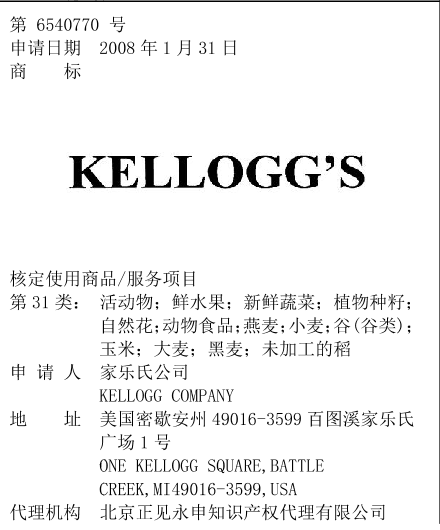 第 6540770 号
申请日期 2008 年 1 月 31 日
商 标
KELLOGG'S
核定使用商品/服务项目
第 31 类: 活动物; 鲜水果; 新鲜蔬菜; 植物种籽;
自然花;动物食品;燕麦;小麦;谷(谷类);
玉米; 大麦; 黑麦; 未加工的稻
申 请 人 家乐氏公司
KELLOGG COMPANY
地 址 美国密歇安州 49016-3599 百图溪家乐氏
广场 1 号
ONE KELLOGG SQUARE,BATTLE
CREEK,MI49016-3599,USA
代理机构 北京正见永申知识产权代理有限公司